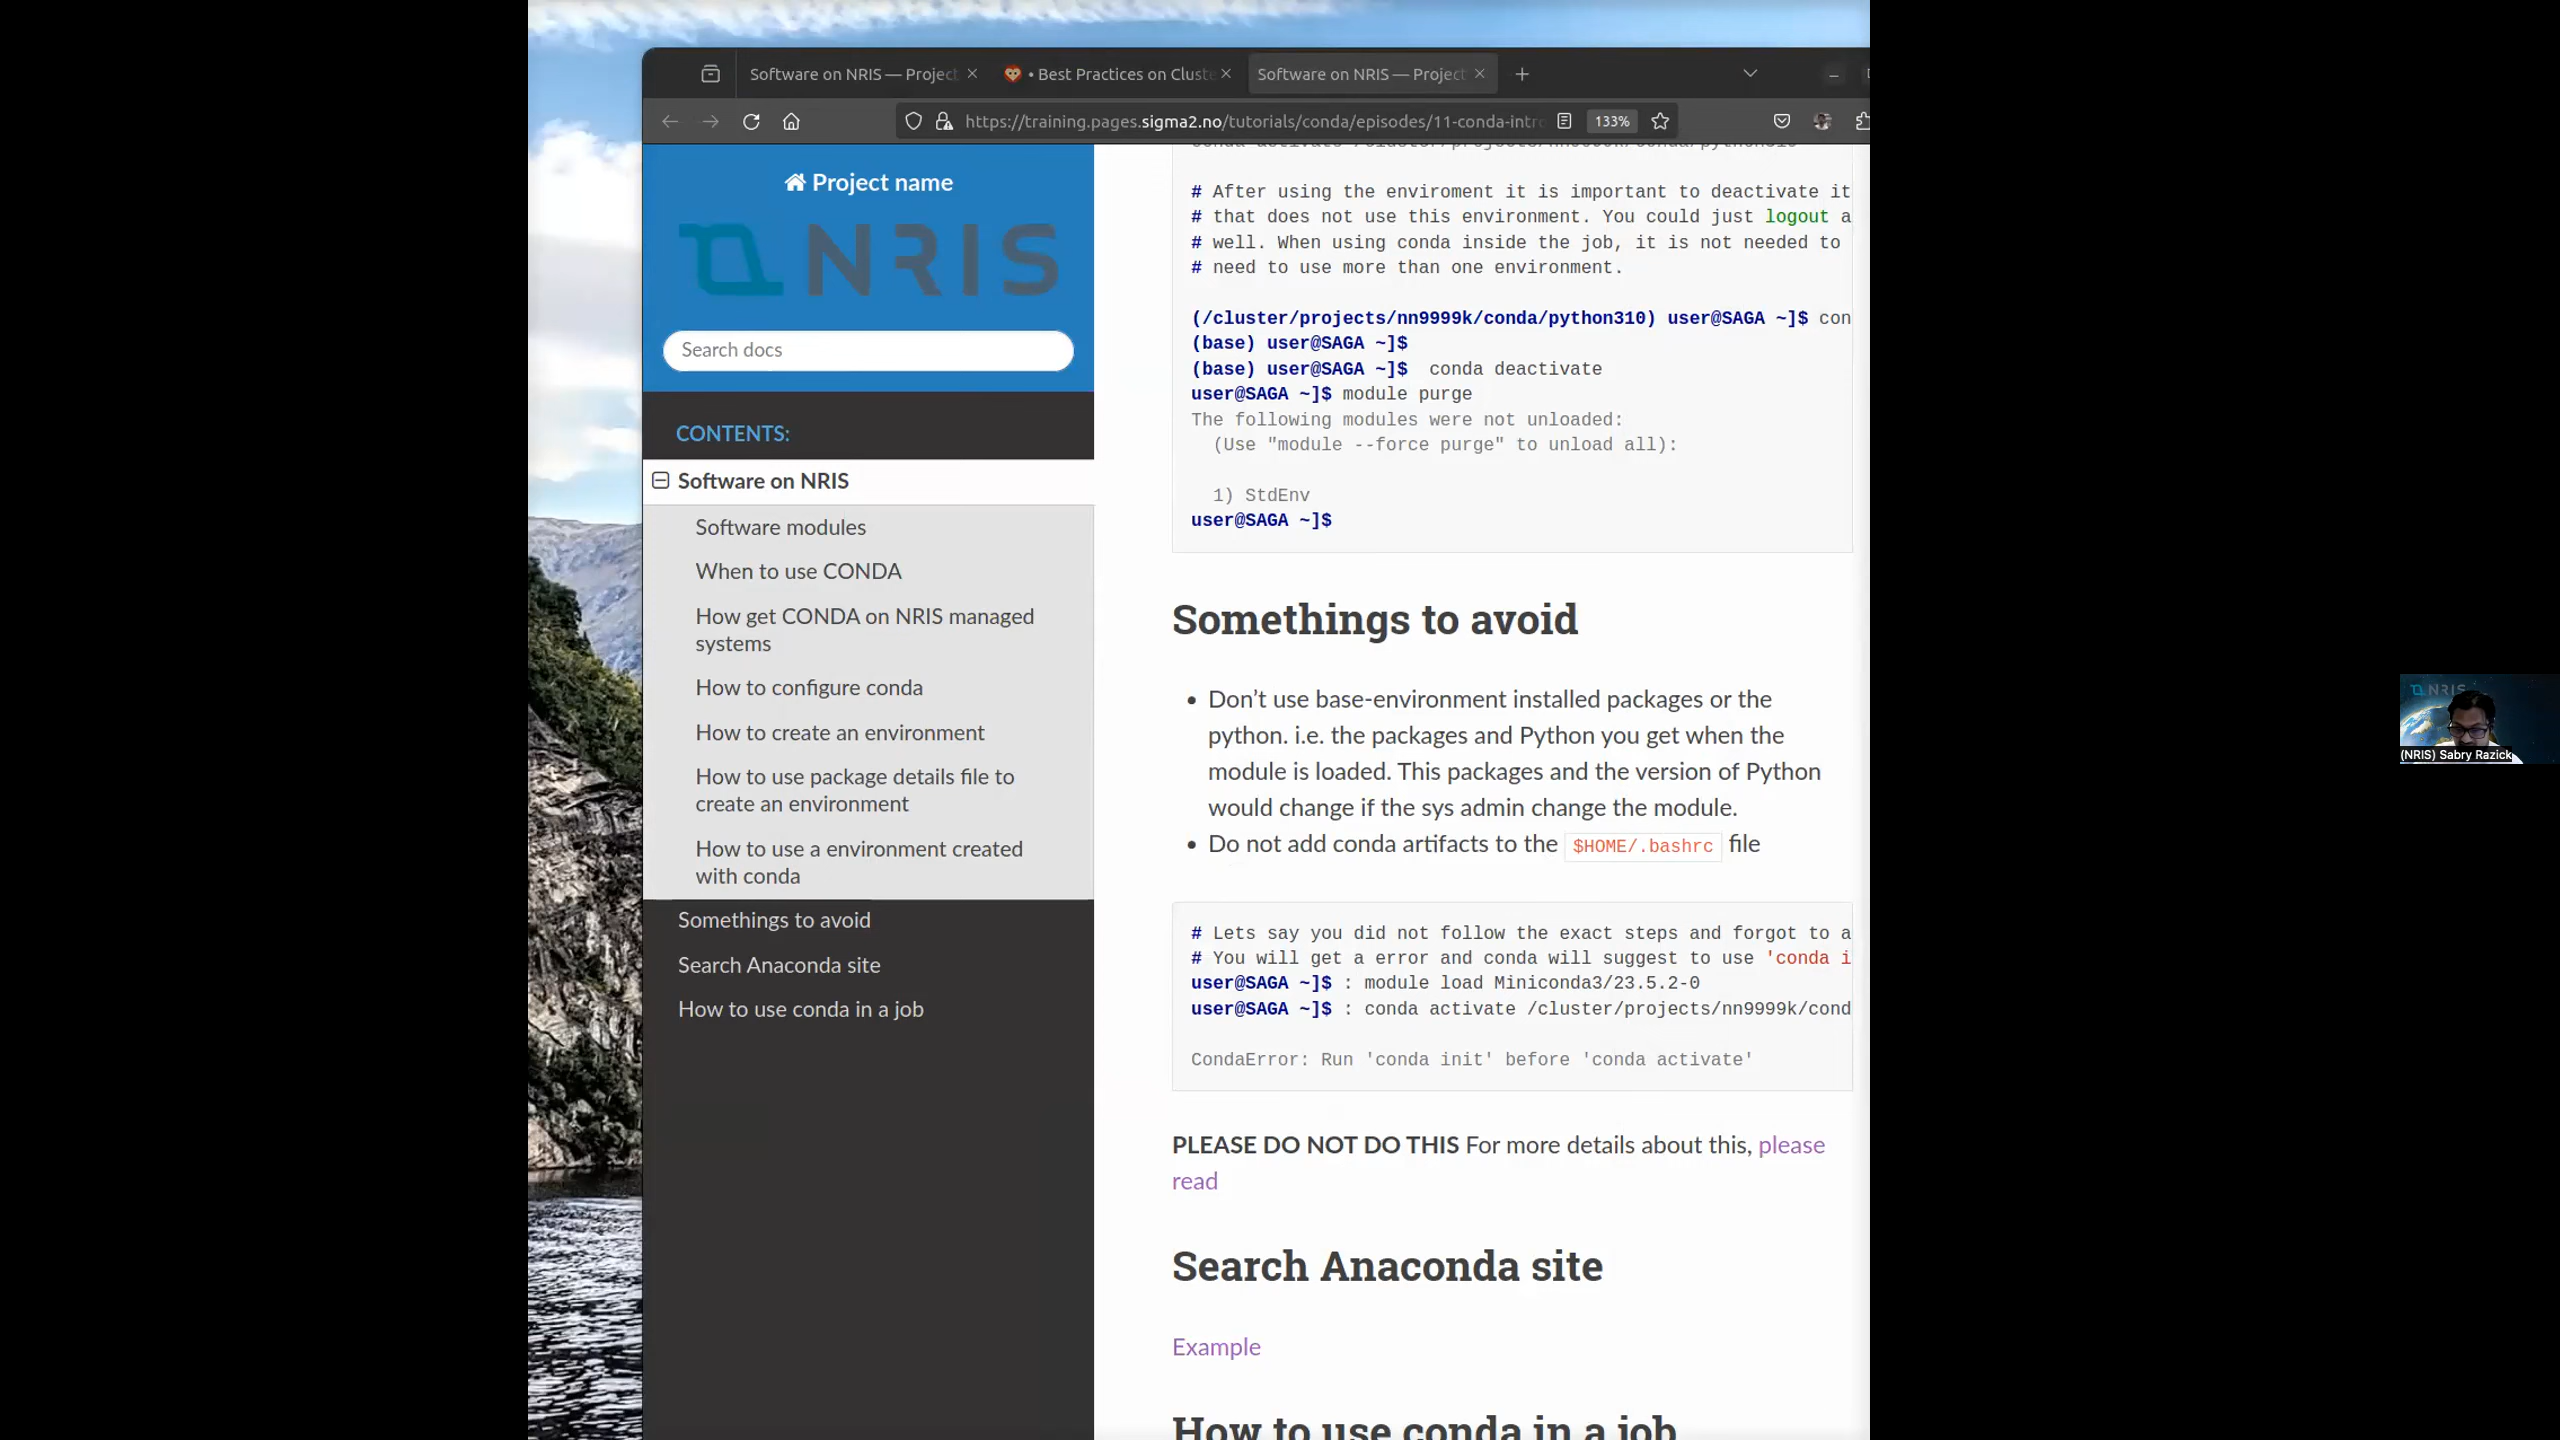 Software on NRIS — Project
• Best Practices on Cluste
Software on NRIS — Project
https://training.pages.sigma2.no/tutorials/conda/episodes/11-conda-intro
133%
Project name
NRIS
Search docs
CONTENTS:
Software on NRIS
Software modules
When to use CONDA
How get CONDA on NRIS managed
systems
How to configure conda
How to create an environment
How to use package details file to
create an environment
How to use a environment created
with conda
Somethings to avoid
Search Anaconda site
How to use conda in a job
# After using the enviroment it is important to deactivate it
# that does not use this environment. You could just logout a
# well. When using conda inside the job, it is not needed to
# need to use more than one environment.
(/cluster/projects/nn9999k/conda/python310) user@SAGA ~]$ con
(base) user@SAGA ~]$
(base) user@SAGA ~]$ conda deactivate
user@SAGA ~]$ module purge
The following modules were not unloaded:
(Use "module --force purge" to unload all):
1) StdEnv
user@SAGA ~]$
Somethings to avoid
• Don’t use base-environment installed packages or the
python. i.e. the packages and Python you get when the
module is loaded. This packages and the version of Python
would change if the sys admin change the module.
• Do not add conda artifacts to the $HOME/.bashrc file
# Lets say you did not follow the exact steps and forgot to a
# You will get a error and conda will suggest to use 'conda i
user@SAGA ~]$ : module load Miniconda3/23.5.2-0
user@SAGA ~]$ : conda activate /cluster/projects/nn9999k/cond
CondaError: Run 'conda init' before 'conda activate'
PLEASE DO NOT DO THIS For more details about this, please
read
Search Anaconda site
Example
How to use conda in a job
NRIS
(NRIS) Sabry Razick